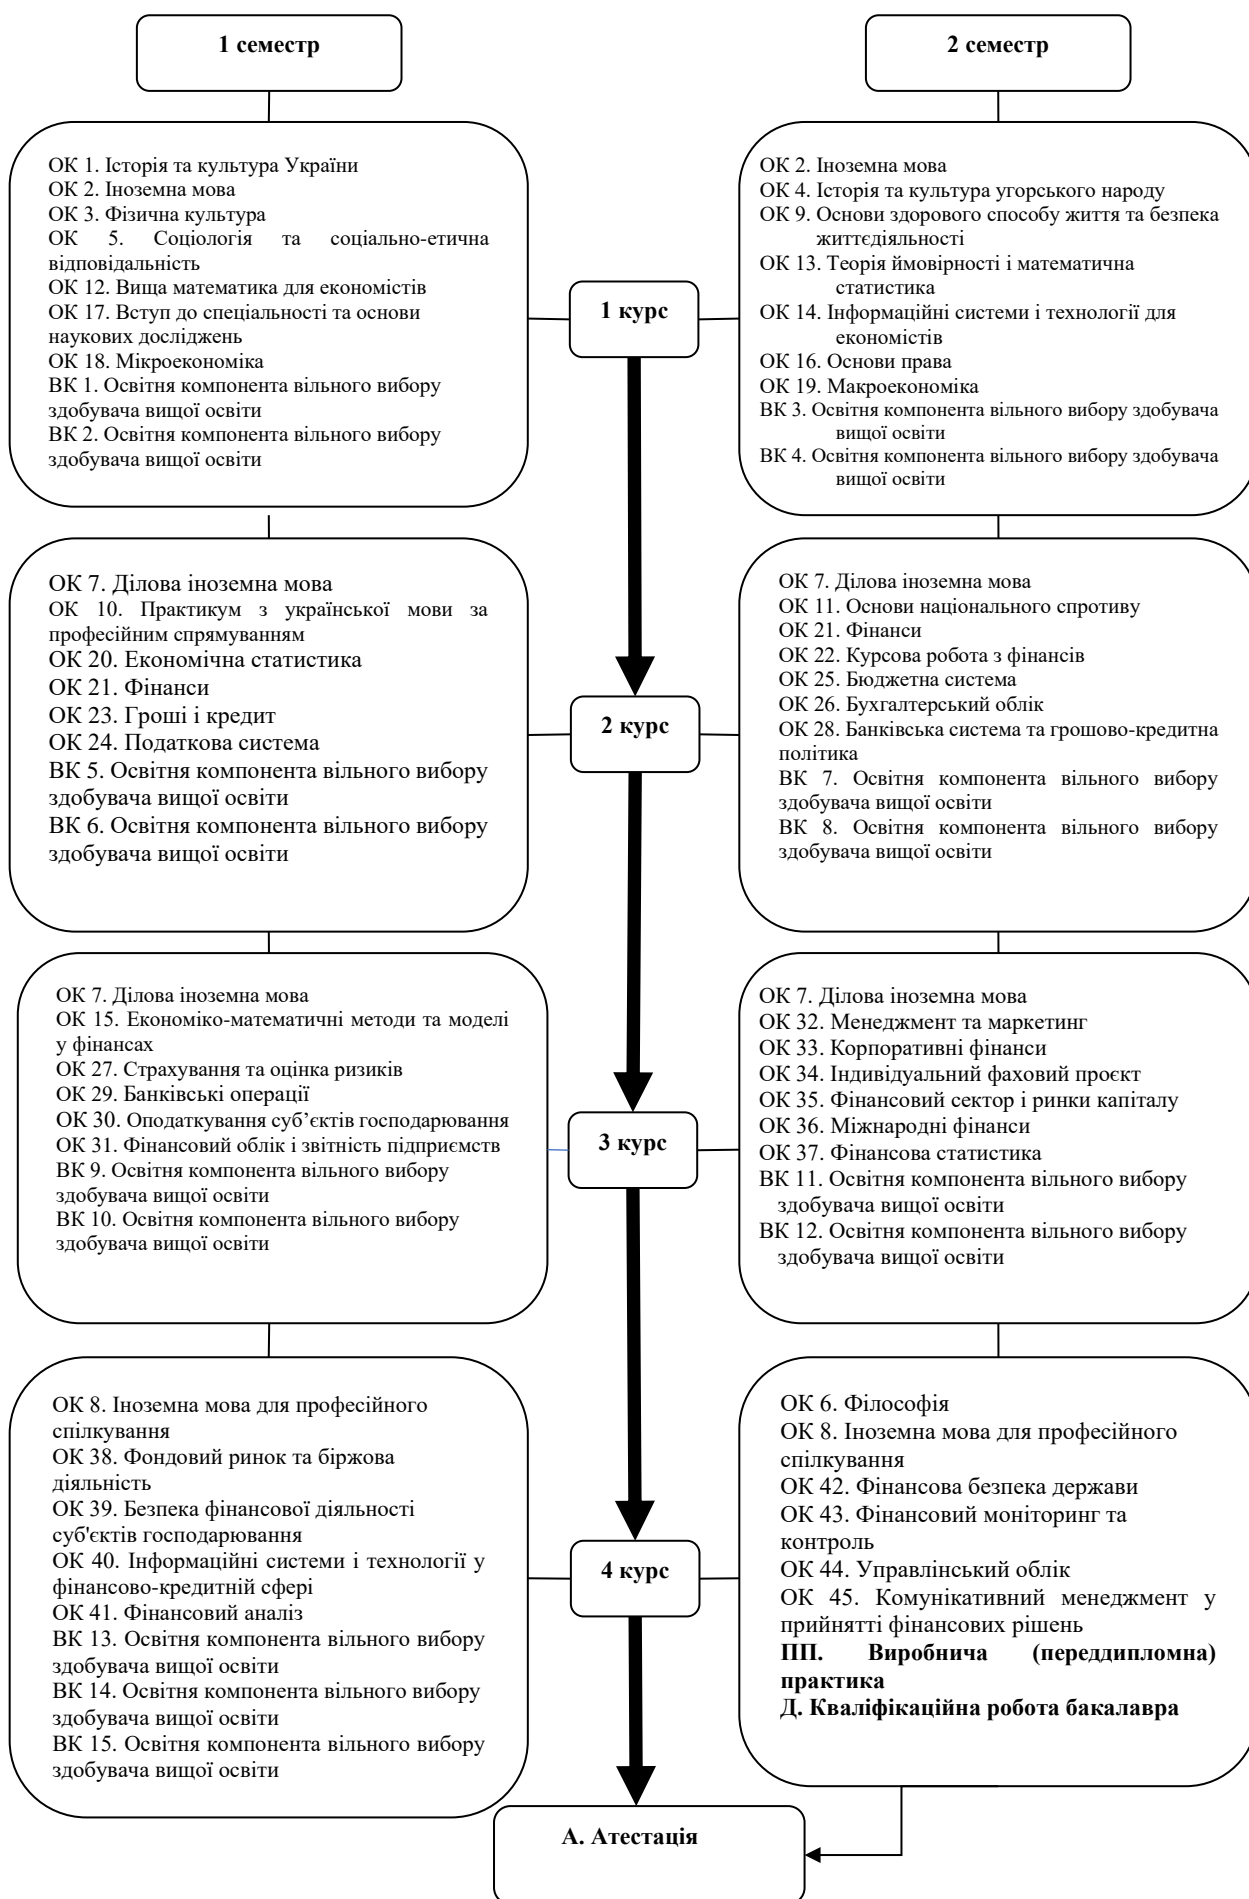 1 семестр
2 семестр
ОК 1. Історія та культура України
ОК 2. Іноземна мова
ОК 3. Фізична культура
ОК 5. Соціологія та соціально-етична
відповідальність
ОК 12. Вища математика для економістів
ОК 17. Вступ до спеціальності та основи
наукових досліджень
ОК 18. Мікроекономіка
ВК 1. Освітня компонента вільного вибору
здобувача вищої освіти
ВК 2. Освітня компонента вільного вибору
здобувача вищої освіти
1 курс
ОК 2. Іноземна мова
ОК 4. Історія та культура угорського народу
ОК 9. Основи здорового способу життя та безпека
життєдіяльності
ОК 13. Теорія ймовірності і математична
статистика
ОК 14. Інформаційні системи і технології для
економістів
ОК 16. Основи права
ОК 19. Макроекономіка
ВК 3. Освітня компонента вільного вибору здобувача
вищої освіти
ВК 4. Освітня компонента вільного вибору здобувача
вищої освіти
ОК 7. Ділова іноземна мова
ОК 10. Практикум з української мови за
професійним спрямуванням
ОК 20. Економічна статистика
ОК 21. Фінанси
ОК 23. Гроші і кредит
ОК 24. Податкова система
ВК 5. Освітня компонента вільного вибору
здобувача вищої освіти
ВК 6. Освітня компонента вільного вибору
здобувача вищої освіти
2 курс
ОК 7. Ділова іноземна мова
ОК 11. Основи національного спротиву
ОК 21. Фінанси
ОК 22. Курсова робота з фінансів
ОК 25. Бюджетна система
ОК 26. Бухгалтерський облік
ОК 28. Банківська система та грошово-кредитна
політика
ВК 7. Освітня компонента вільного вибору
здобувача вищої освіти
ВК 8. Освітня компонента вільного вибору
здобувача вищої освіти
ОК 7. Ділова іноземна мова
ОК 15. Економіко-математичні методи та моделі
у фінансах
ОК 27. Страхування та оцінка ризиків
ОК 29. Банківські операції
ОК 30. Оподаткування суб’єктів господарювання
ОК 31. Фінансовий облік і звітність підприємств
ВК 9. Освітня компонента вільного вибору
здобувача вищої освіти
ВК 10. Освітня компонента вільного вибору
здобувача вищої освіти
3 курс
ОК 7. Ділова іноземна мова
ОК 32. Менеджмент та маркетинг
ОК 33. Корпоративні фінанси
ОК 34. Індивідуальний фаховий проєкт
ОК 35. Фінансовий сектор і ринки капіталу
ОК 36. Міжнародні фінанси
ОК 37. Фінансова статистика
ВК 11. Освітня компонента вільного вибору
здобувача вищої освіти
ВК 12. Освітня компонента вільного вибору
здобувача вищої освіти
ОК 8. Іноземна мова для професійного
спілкування
ОК 38. Фондовий ринок та біржова
діяльність
ОК 39. Безпека фінансової діяльності
суб'єктів господарювання
ОК 40. Інформаційні системи і технології у
фінансово-кредитній сфері
ОК 41. Фінансовий аналіз
ВК 13. Освітня компонента вільного вибору
здобувача вищої освіти
ВК 14. Освітня компонента вільного вибору
здобувача вищої освіти
ВК 15. Освітня компонента вільного вибору
здобувача вищої освіти
4 курс
ОК 6. Філософія
ОК 8. Іноземна мова для професійного
спілкування
ОК 42. Фінансова безпека держави
ОК 43. Фінансовий моніторинг та
контроль
ОК 44. Управлінський облік
ОК 45. Комунікативний менеджмент у
прийнятті фінансових рішень
ПП. Виробнича (переддипломна)
практика
Д. Кваліфікаційна робота бакалавра
А. Атестація